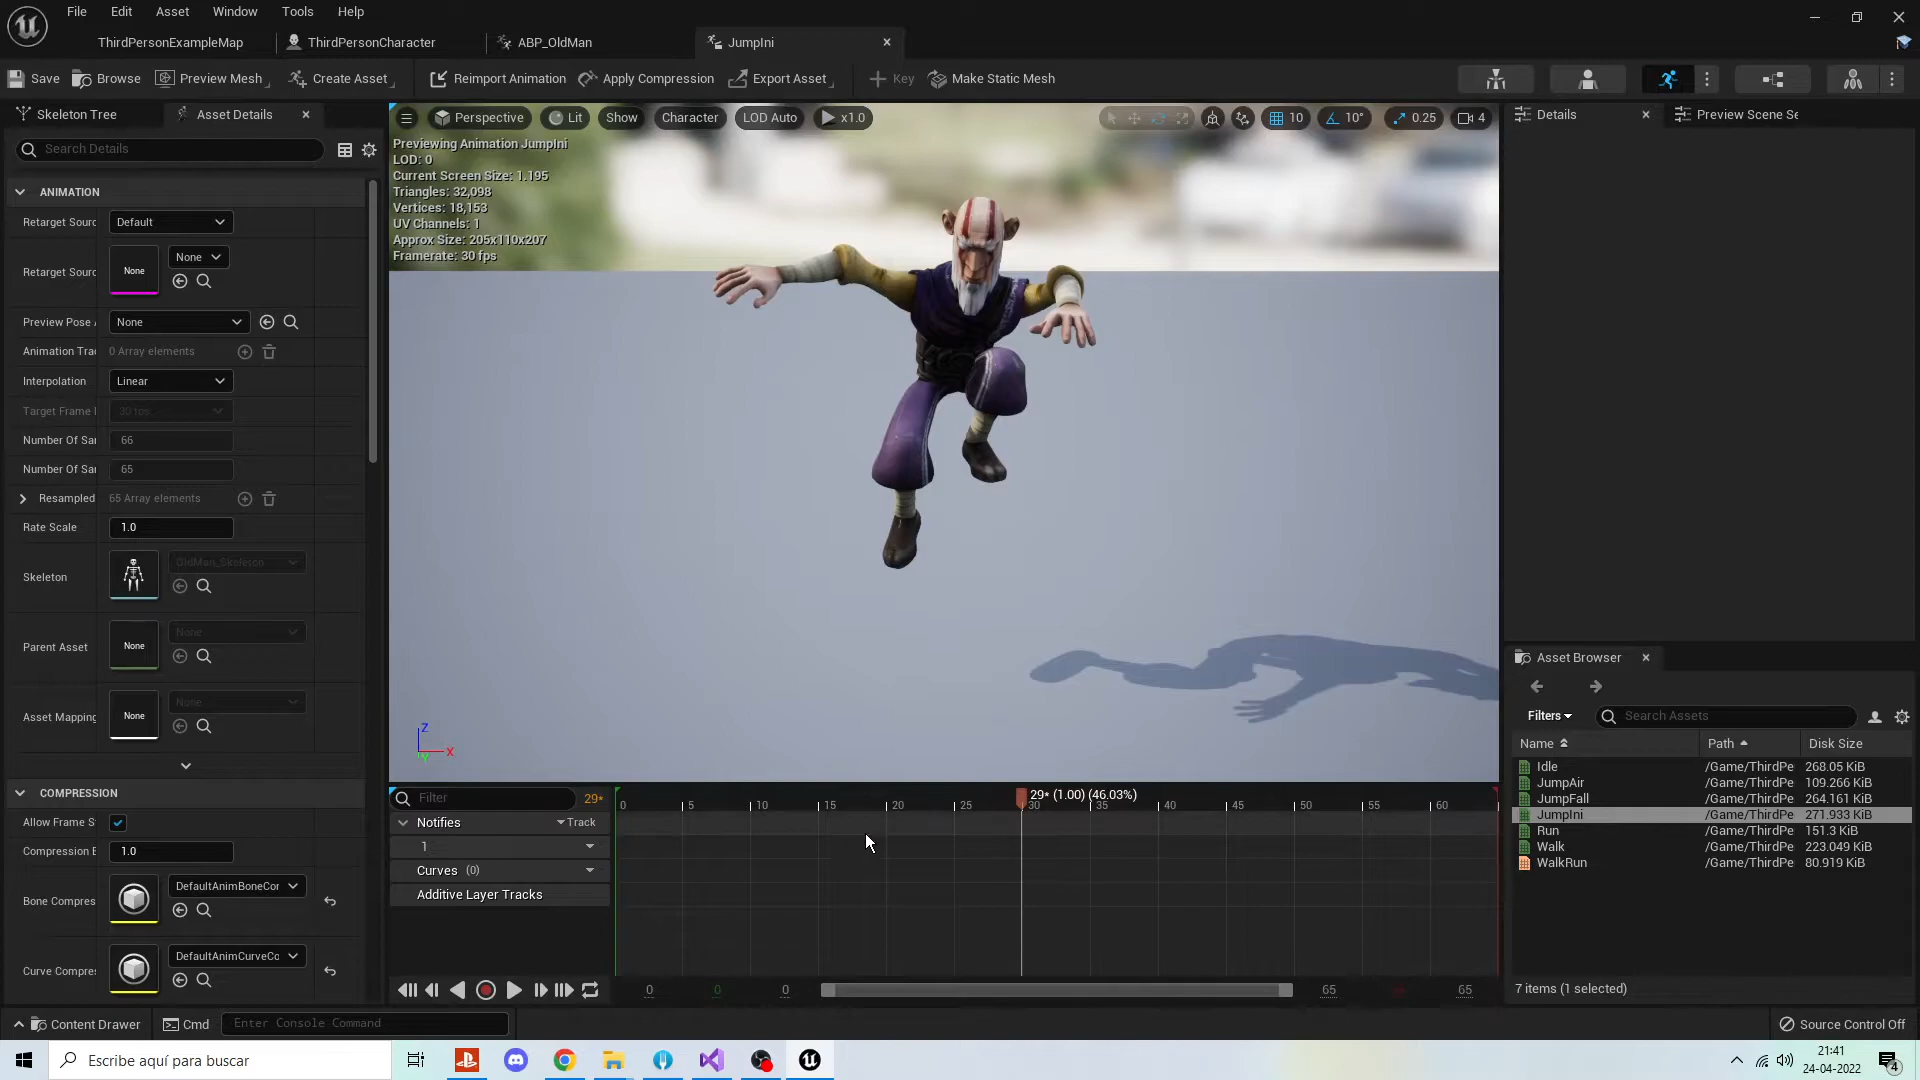 File Edit Asset Window Tools Help
ThirdPersonExampleMap ThirdPersonCharacter ABP_OldMan JumpIni
Save Browse Preview Mesh Create Asset Reimport Animation Apply Compression Export Asset Key Make Static Mesh
Skeleton Tree Asset Details
Search Details
ANIMATION
Retarget Sourc Default
Retarget Sourc None None
Preview Pose A None
Animation Trac 0 Array elements
Interpolation Linear
Target Frame 30 fps
Number Of Sar 66
Number Of Sar 65
Resampled 65 Array elements
Rate Scale 1.0
Skeleton OldMan_Skeleton
Parent Asset None None
Asset Mapping None None
COMPRESSION
Allow Frame S
Compression E 1.0
Bone Compres DefaultAnimBoneCor
Curve Compres DefaultAnimCurveCo
Perspective Lit Show Character LOD Auto x1.0 10 10° 0.25 4
Previewing Animation JumpIni
LOD: 0
Current Screen Size: 1.195
Triangles: 32,098
Vertices: 18,153
UV Channels: 1
Approx Size: 205x110x207
Framerate: 30 fps
Z
X
Y
Filter 29*
29* (1.00) (46.03%)
0 5 10 15 20 25 30 35 40 45 50 55 60
Notifies Track
1
Curves (0)
Additive Layer Tracks
0 0 0 65 65
Details Preview Scene Se
Asset Browser
Filters Search Assets
Name Path Disk Size
Idle /Game/ThirdPe 268.05 KiB
JumpAir /Game/ThirdPe 109.266 KiB
JumpFall /Game/ThirdPe 264.161 KiB
JumpIni /Game/ThirdPe 271.933 KiB
Run /Game/ThirdPe 151.3 KiB
Walk /Game/ThirdPe 223.049 KiB
WalkRun /Game/ThirdPe 80.919 KiB
7 items (1 selected)
Content Drawer Cmd Enter Console Command Source Control Off
Escribe aquí para buscar
21:41
24-04-2022
4